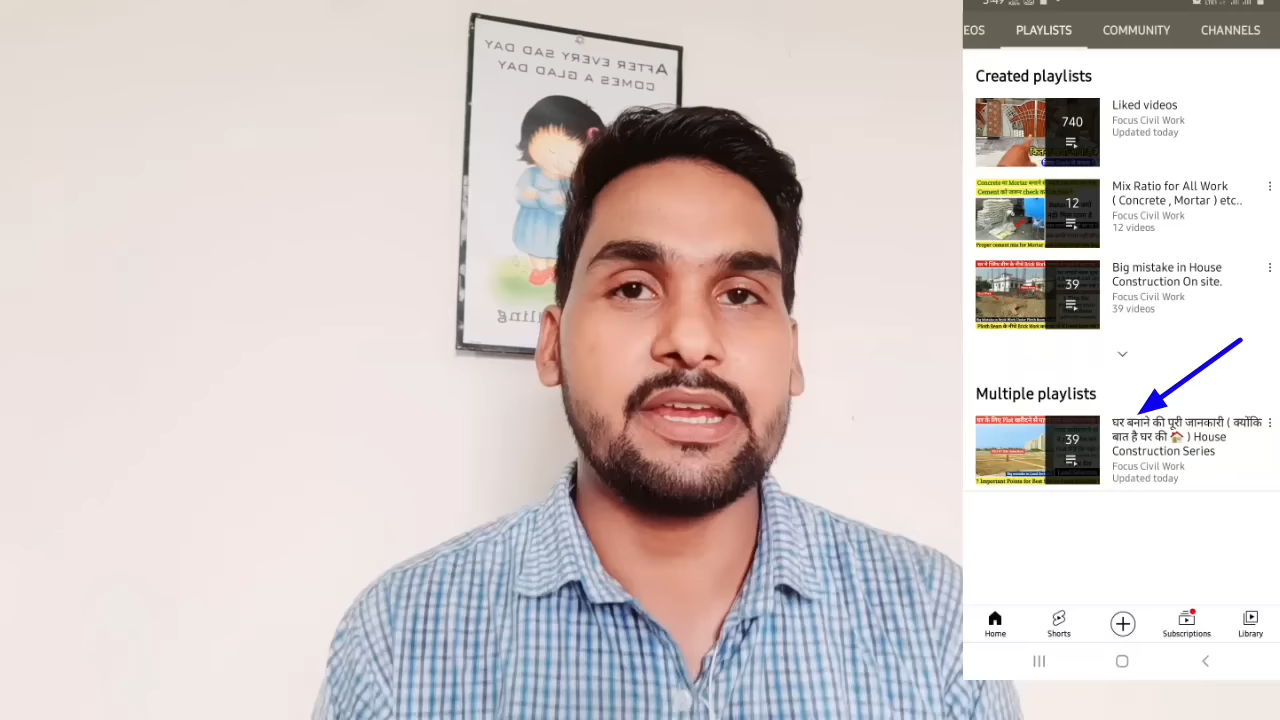 AFTER EVERY SAD DAY
COMES A GLAD DAY
EOS
PLAYLISTS
COMMUNITY
CHANNELS
Created playlists
740
Liked videos
Focus Civil Work
Updated today
Concrete या Mortar बनाने
12
Mix Ratio for All Work
( Concrete , Mortar ) etc..
Focus Civil Work
12 videos
39
Big mistake in House
Construction On site.
Focus Civil Work
39 videos
Multiple playlists
39
घर बनाने की पूरी जानकारी ( क्योंकि
बात है घर की 🏠 ) House
Construction Series
Focus Civil Work
Updated today
Home
Shorts
Subscriptions
Library